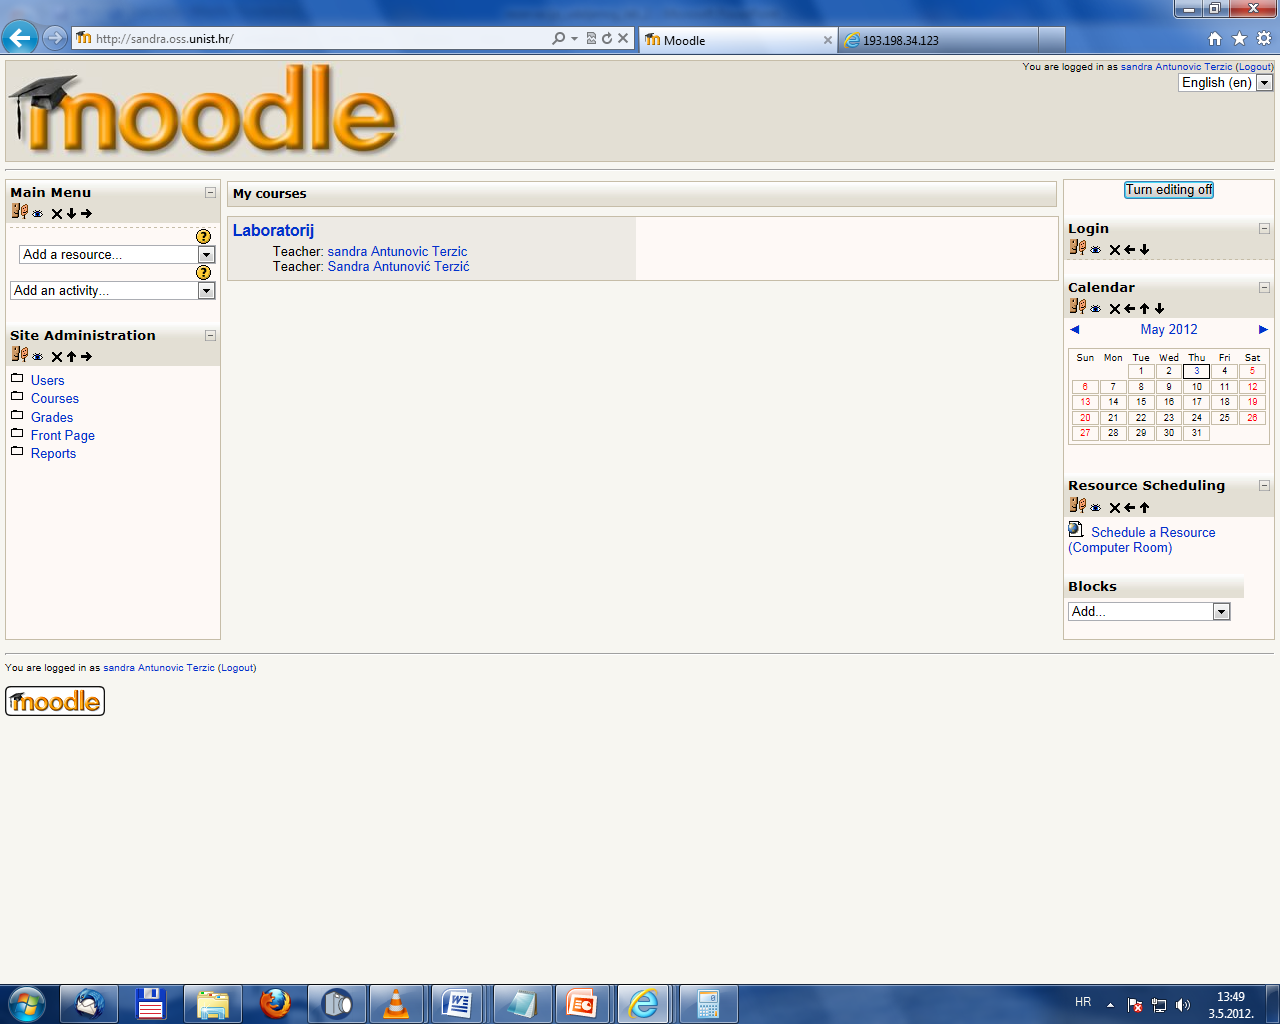 http://sandra.oss.unist.hr/
Moodle
193.198.34.123
moodle
You are logged in as sandra Antunovic Terzic (Logout)
English (en)
Main Menu
Add a resource...
Add an activity...
Site Administration
Users
Courses
Grades
Front Page
Reports
My courses
Laboratorij
Teacher: sandra Antunovic Terzic
Teacher: Sandra Antunović Terzić
Turn editing off
Login
Calendar
May 2012
Sun Mon Tue Wed Thu Fri Sat
1 2 3 4 5
6 7 8 9 10 11 12
13 14 15 16 17 18 19
20 21 22 23 24 25 26
27 28 29 30 31
Resource Scheduling
Schedule a Resource
(Computer Room)
Blocks
Add...
You are logged in as sandra Antunovic Terzic (Logout)
moodle
HR
13:49
3.5.2012.